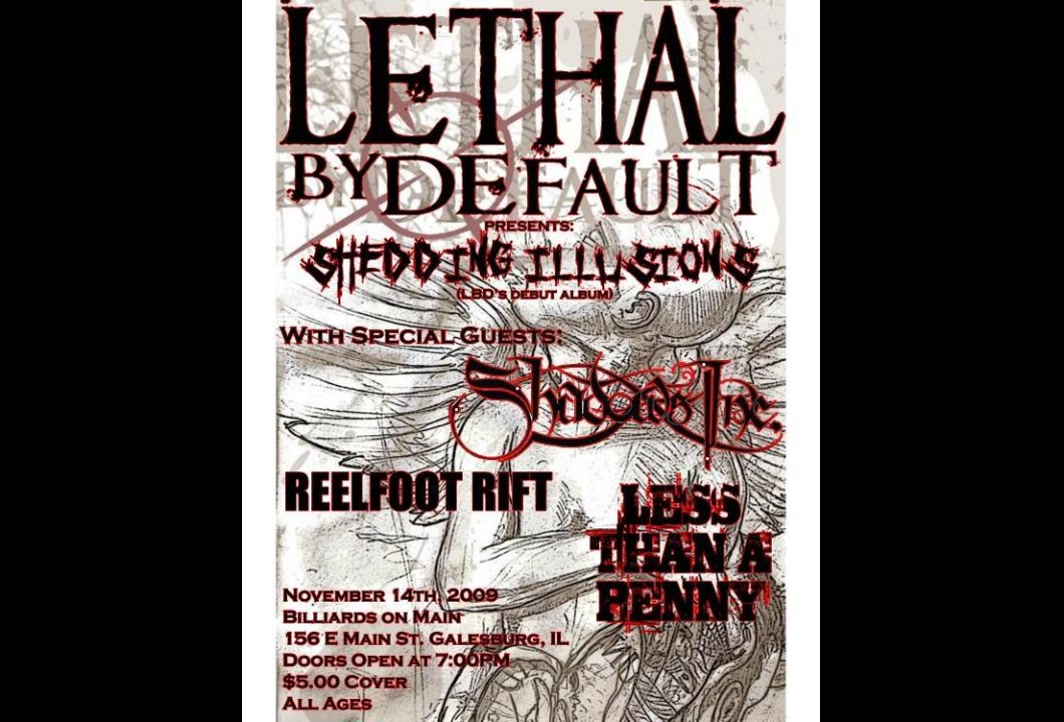 LETHAL
BY DEFAULT
PRESENTS:
SHEDDING ILLUSIONS
(LBD'S DEBUT ALBUM)
WITH SPECIAL GUESTS:
Shadows Inc.
REELFOOT RIFT
LESS
THAN A
PENNY
NOVEMBER 14TH, 2009
BILLIARDS ON MAIN
156 E MAIN ST. GALESBURG, IL
DOORS OPEN AT 7:00PM
$5.00 COVER
ALL AGES